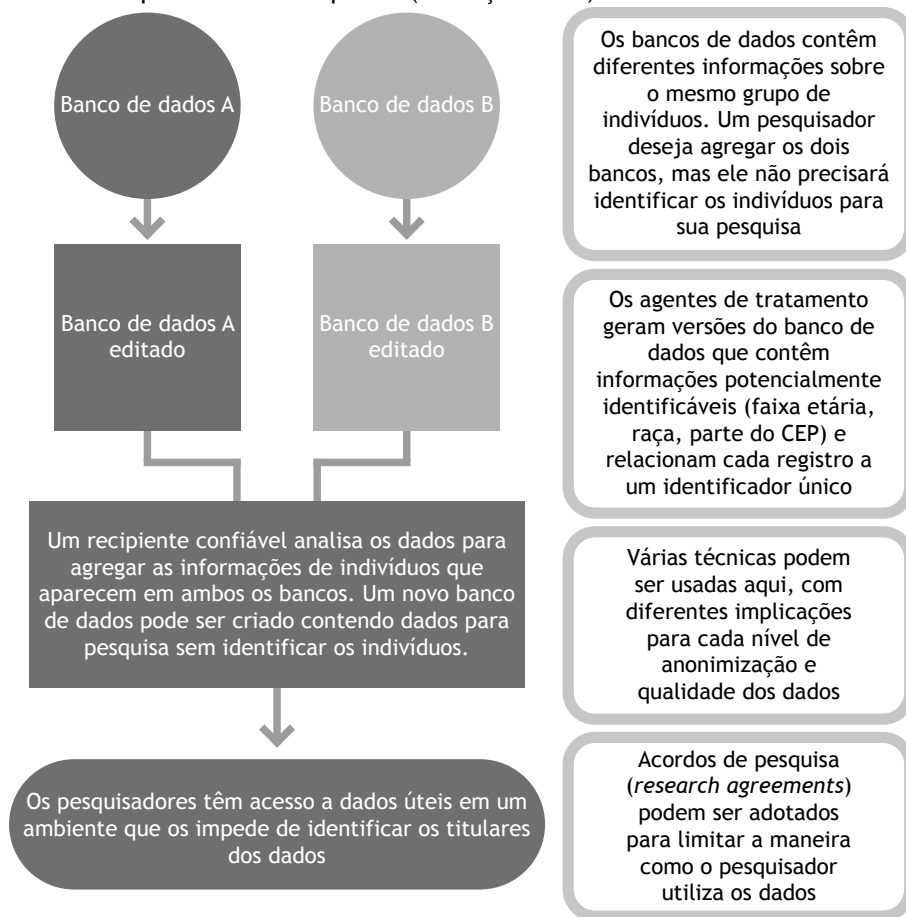 Banco de dados A
Banco de dados B
Os bancos de dados contêm
diferentes informações sobre
o mesmo grupo de
indivíduos. Um pesquisador
deseja agregar os dois
bancos, mas ele não precisará
identificar os indivíduos para
sua pesquisa
Banco de dados A
editado
Banco de dados B
editado
Os agentes de tratamento
geram versões do banco de
dados que contêm
informações potencialmente
identificáveis (faixa etária,
raça, parte do CEP) e
relacionam cada registro a
um identificador único
Um recipiente confiável analisa os dados para
agregar as informações de indivíduos que
aparecem em ambos os bancos. Um novo banco
de dados pode ser criado contendo dados para
pesquisa sem identificar os indivíduos.
Várias técnicas podem
ser usadas aqui, com
diferentes implicações
para cada nível de
anonimização e
qualidade dos dados
Os pesquisadores têm acesso a dados úteis em um
ambiente que os impede de identificar os titulares
dos dados
Acordos de pesquisa
(research agreements)
podem ser adotados
para limitar a maneira
como o pesquisador
utiliza os dados